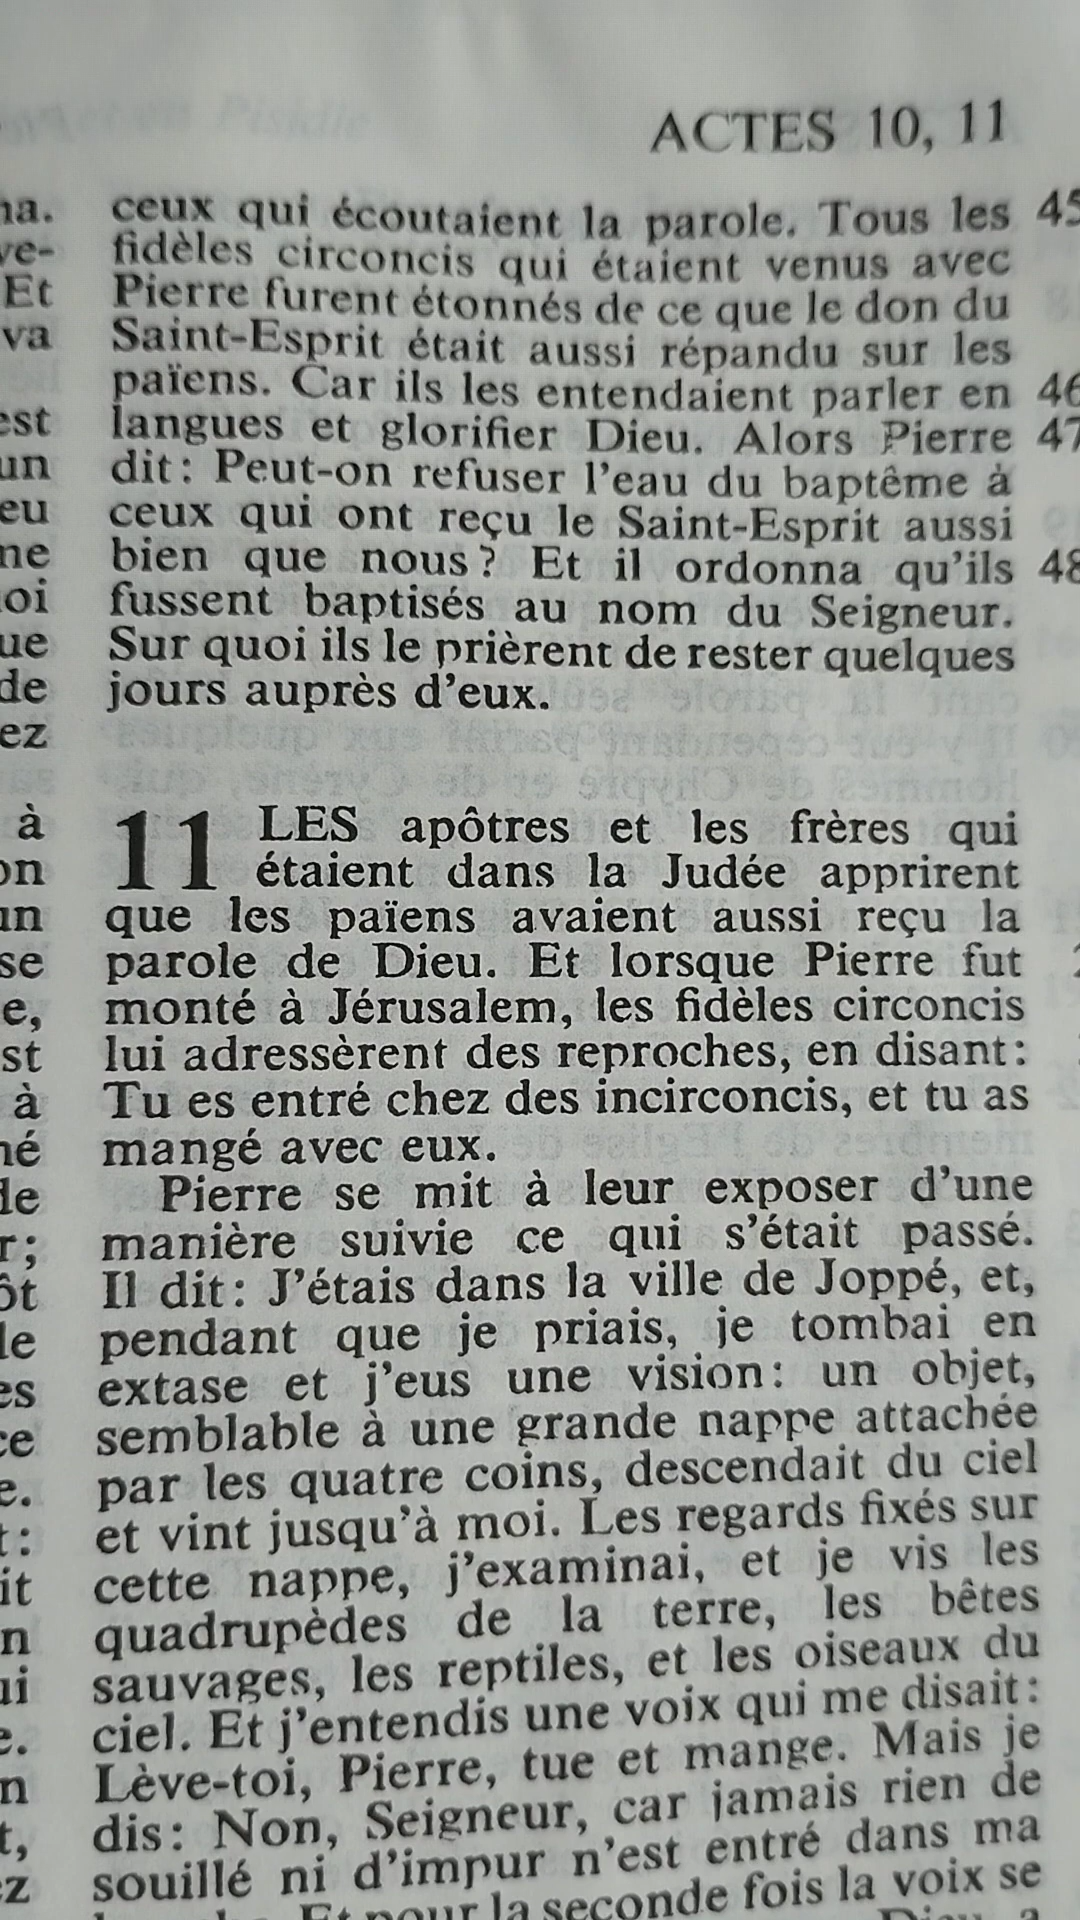 ACTES 10, 11
ceux qui écoutaient la parole. Tous les 45
fidèles circoncis qui étaient venus avec
Pierre furent étonnés de ce que le don du
Saint-Esprit était aussi répandu sur les
païens. Car ils les entendaient parler en 46
langues et glorifier Dieu. Alors Pierre 47
dit: Peut-on refuser l'eau du baptême à
ceux qui ont reçu le Saint-Esprit aussi
bien que nous? Et il ordonna qu'ils 48
fussent baptisés au nom du Seigneur.
Sur quoi ils le prièrent de rester quelques
jours auprès d'eux.
11 LES apôtres et les frères qui
étaient dans la Judée apprirent
que les païens avaient aussi reçu la
parole de Dieu. Et lorsque Pierre fut
monté à Jérusalem, les fidèles circoncis
lui adressèrent des reproches, en disant:
Tu es entré chez des incirconcis, et tu as
mangé avec eux.
Pierre se mit à leur exposer d'une
manière suivie ce qui s'était passé.
Il dit: J'étais dans la ville de Joppé, et,
pendant que je priais, je tombai en
extase et j'eus une vision: un objet,
semblable à une grande nappe attachée
par les quatre coins, descendait du ciel
et vint jusqu'à moi. Les regards fixés sur
cette nappe, j'examinai, et je vis les
quadrupèdes de la terre, les bêtes
sauvages, les reptiles, et les oiseaux du
ciel. Et j'entendis une voix qui me disait:
Lève-toi, Pierre, tue et mange. Mais je
dis: Non, Seigneur, car jamais rien de
souillé ni d'impur n'est entré dans ma
Et pour la seconde fois la voix se